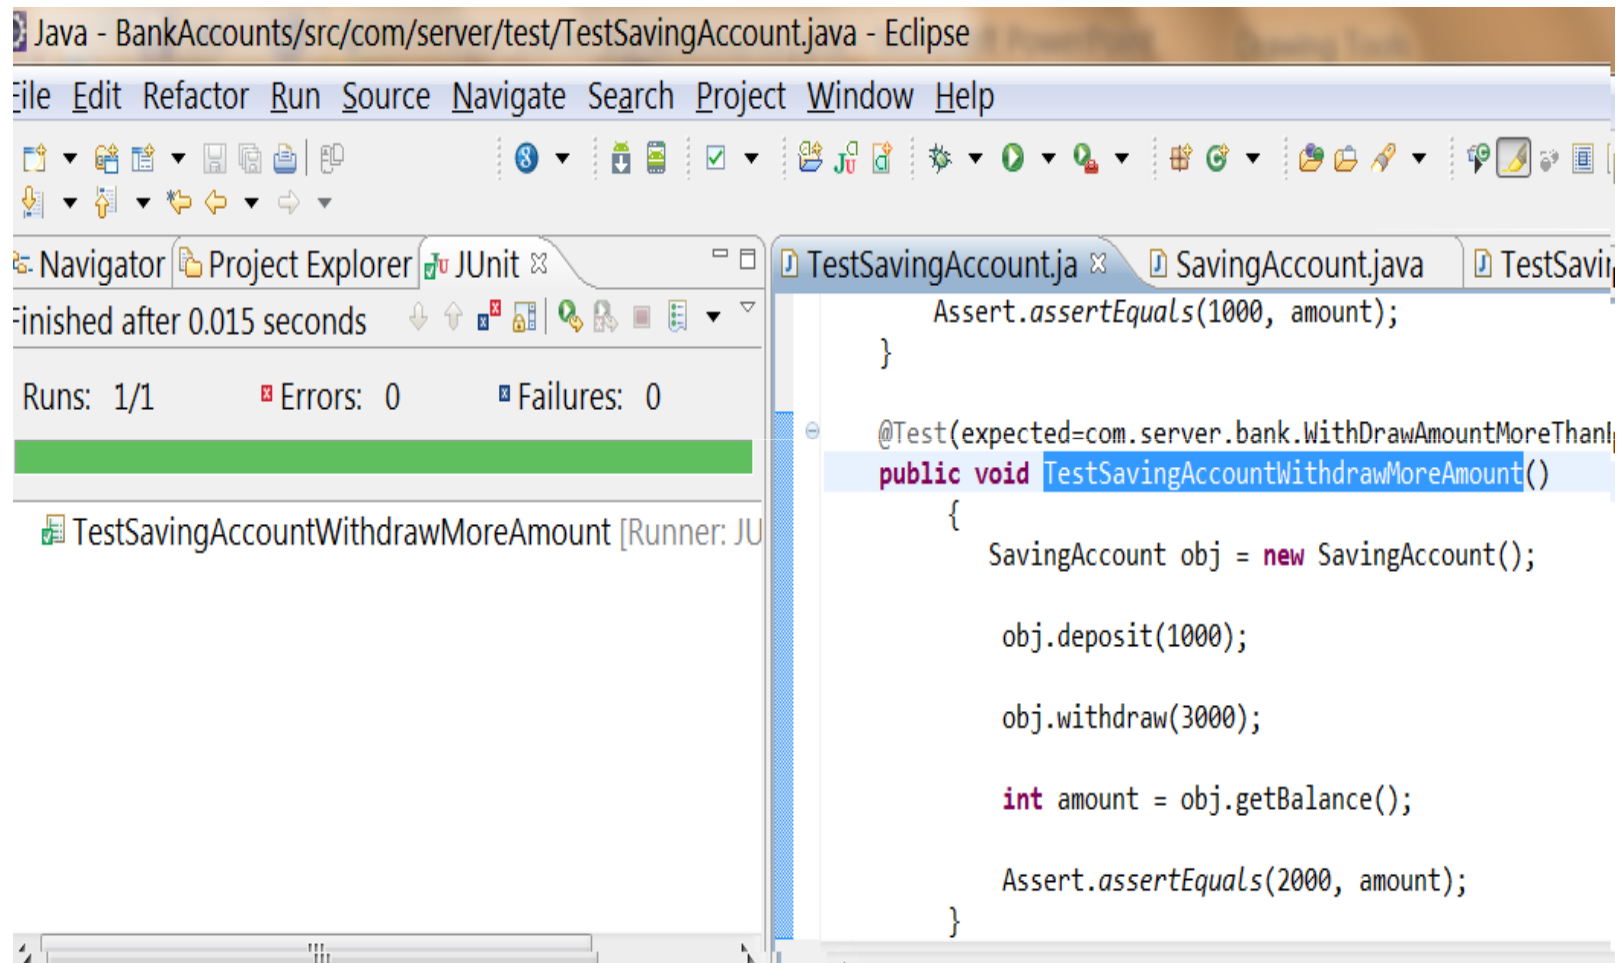 Java - BankAccounts/src/com/server/test/TestSavingAccount.java - Eclipse
File Edit Refactor Run Source Navigate Search Project Window Help
Navigator Project Explorer JUnit
TestSavingAccount.ja SavingAccount.java TestSavin
Finished after 0.015 seconds
Runs: 1/1 Errors: 0 Failures: 0
TestSavingAccountWithdrawMoreAmount [Runner: JU
Assert.assertEquals(1000, amount);
}
@Test(expected=com.server.bank.WithDrawAmountMoreThan
public void TestSavingAccountWithdrawMoreAmount()
{
SavingAccount obj = new SavingAccount();
obj.deposit(1000);
obj.withdraw(3000);
int amount = obj.getBalance();
Assert.assertEquals(2000, amount);
}